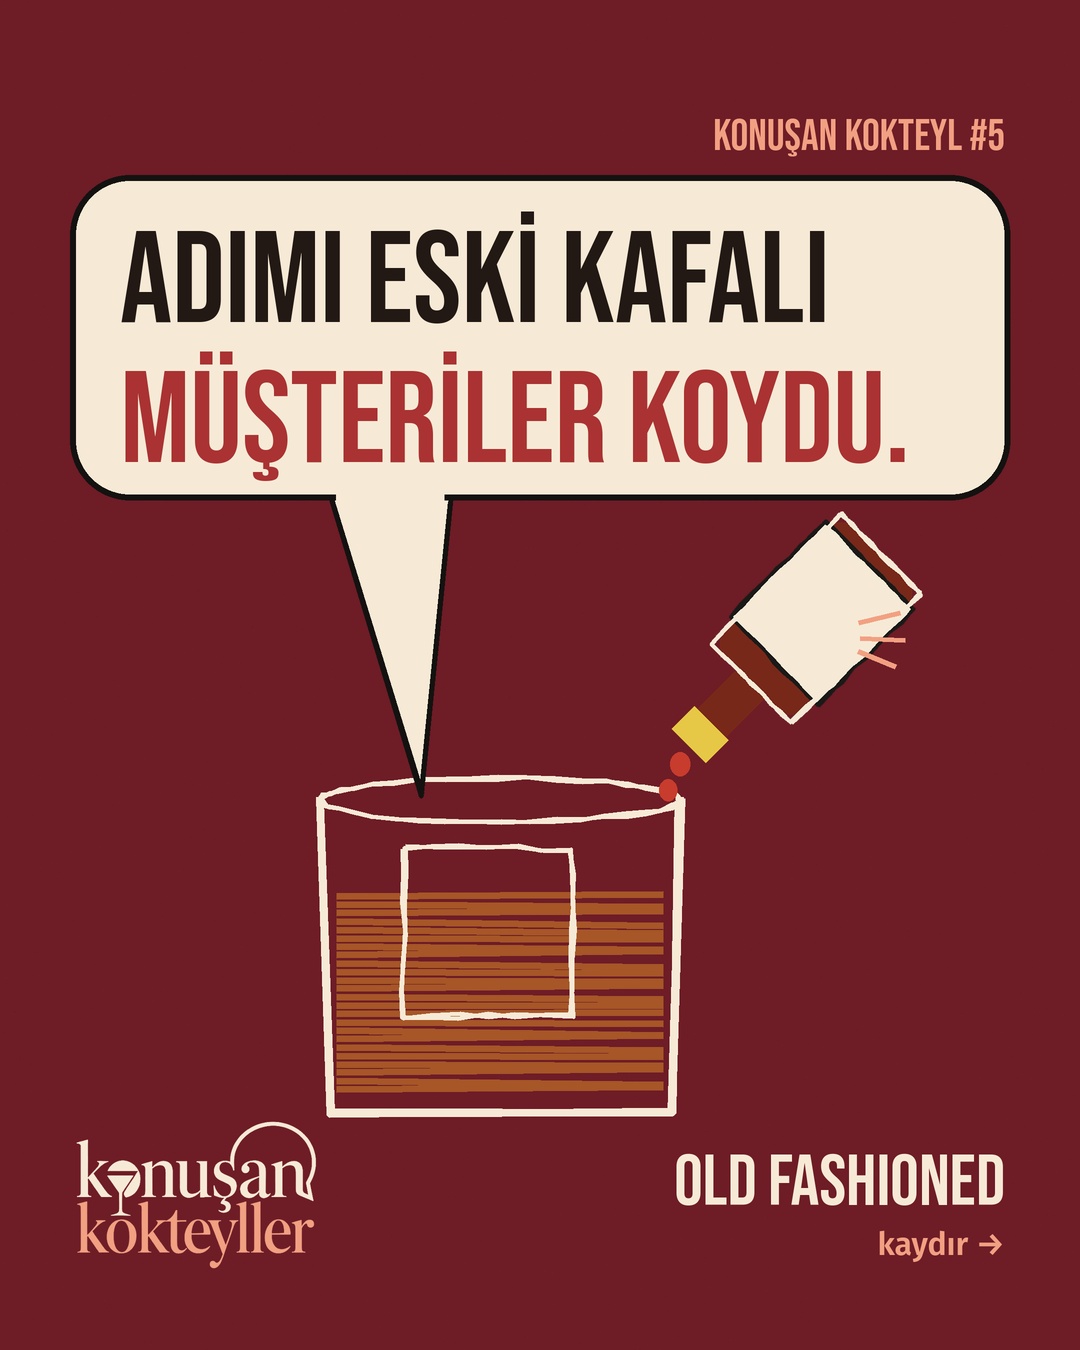 KONUŞAN KOKTEYL #5
ADIMI ESKİ KAFALI
MÜŞTERİLER KOYDU.
konuşan
kokteyller
OLD FASHIONED
kaydır →